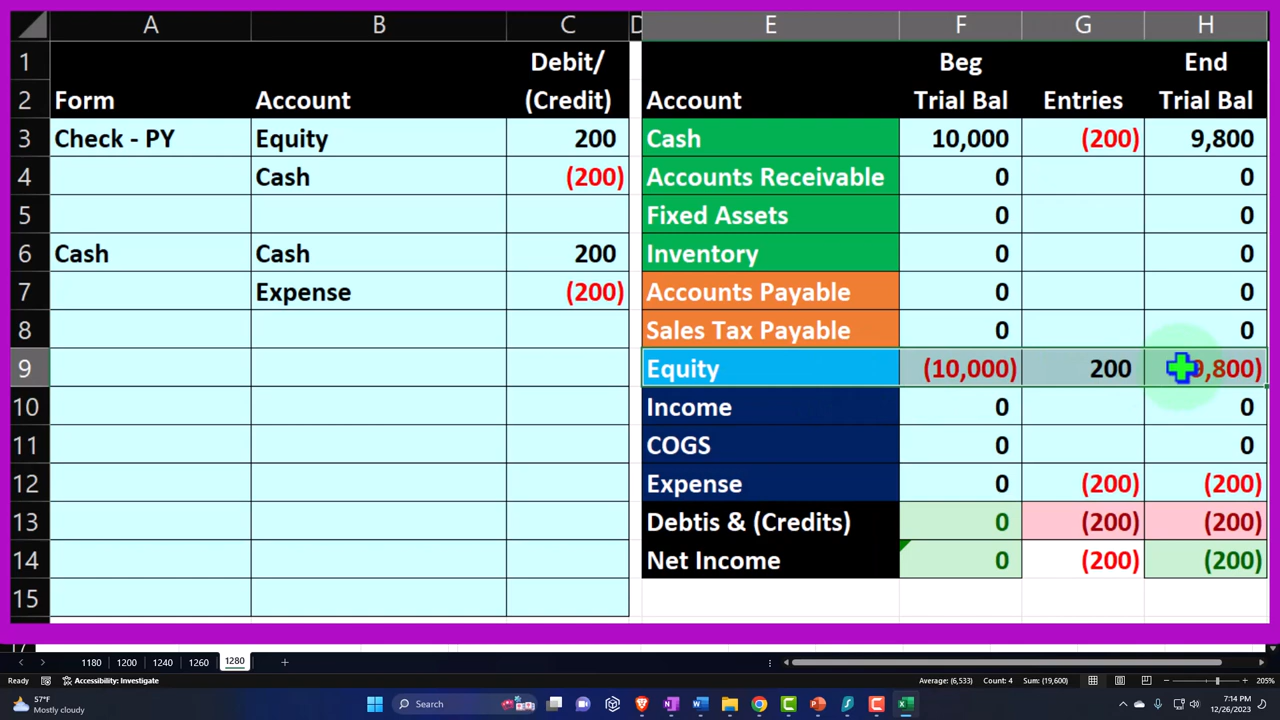 A B C D E F G H
1 Debit/ Beg End
2 Form Account (Credit) Account Trial Bal Entries Trial Bal
3 Check - PY Equity 200 Cash 10,000 (200) 9,800
4 Cash (200) Accounts Receivable 0 0
5 Fixed Assets 0 0
6 Cash Cash 200 Inventory 0 0
7 Expense (200) Accounts Payable 0 0
8 Sales Tax Payable 0 0
9 Equity (10,000) 200 9,800)
10 Income 0 0
11 COGS 0 0
12 Expense 0 (200) (200)
13 Debtis & (Credits) 0 (200) (200)
14 Net Income 0 (200) (200)
15
1180 1200 1240 1260 1280
Ready Accessibility: Investigate Average: (6,533) Count: 4 Sum: (19,600) 205%
57°F 7:14 PM
Mostly cloudy Search 12/26/2023